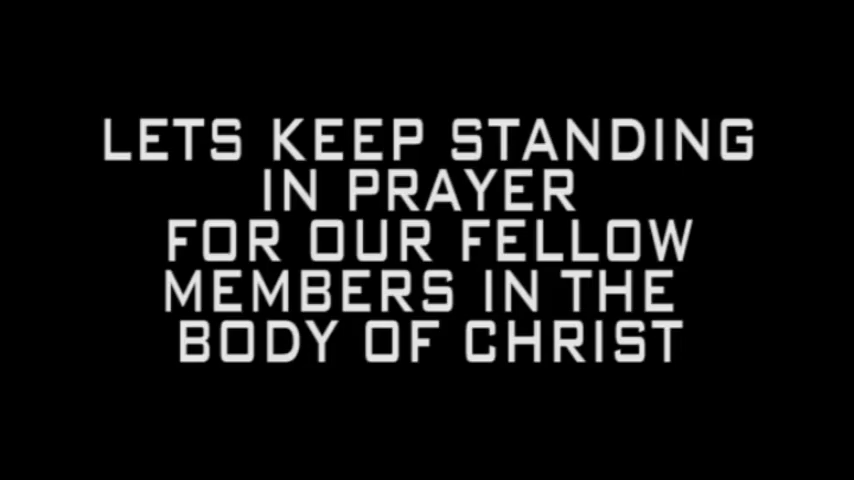 LETS KEEP STANDING
IN PRAYER
FOR OUR FELLOW
MEMBERS IN THE
BODY OF CHRIST